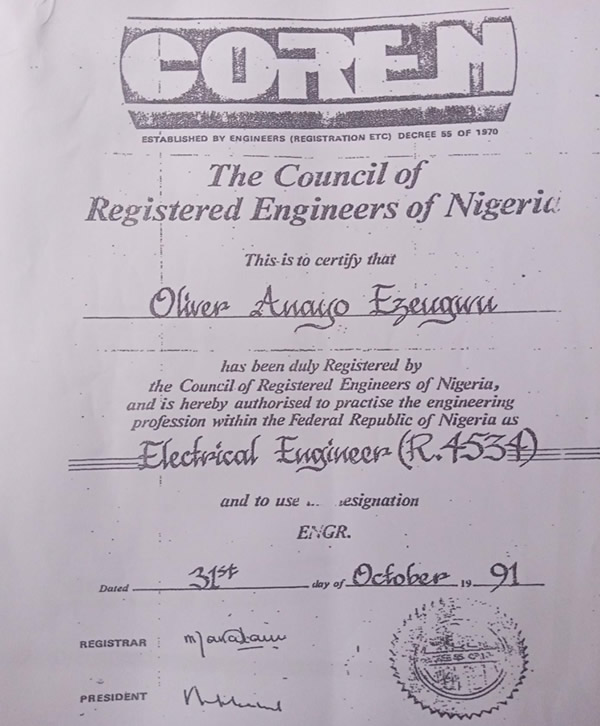 COREN
ESTABLISHED BY ENGINEERS (REGISTRATION ETC) DECREE 55 OF 1970
The Council of
Registered Engineers of Nigeria
This is to certify that
Oliver Anayo Ezeugwu
has been duly Registered by
the Council of Registered Engineers of Nigeria,
and is hereby authorised to practise the engineering
profession within the Federal Republic of Nigeria as
Electrical Engineer (R.4534)
and to use esignation
ENGR.
Dated 31st day of October 19 91
REGISTRAR
PRESIDENT